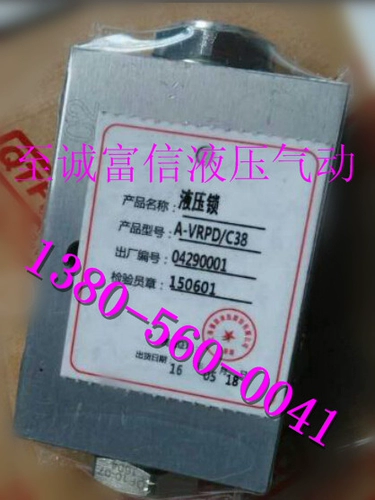 至诚富信液压气动
产品名称: 液压锁
产品型号: A-VRPD/C38
出厂编号: 04290001
检验员章: 150601
出货日期
16 05 18
1380-560-0041